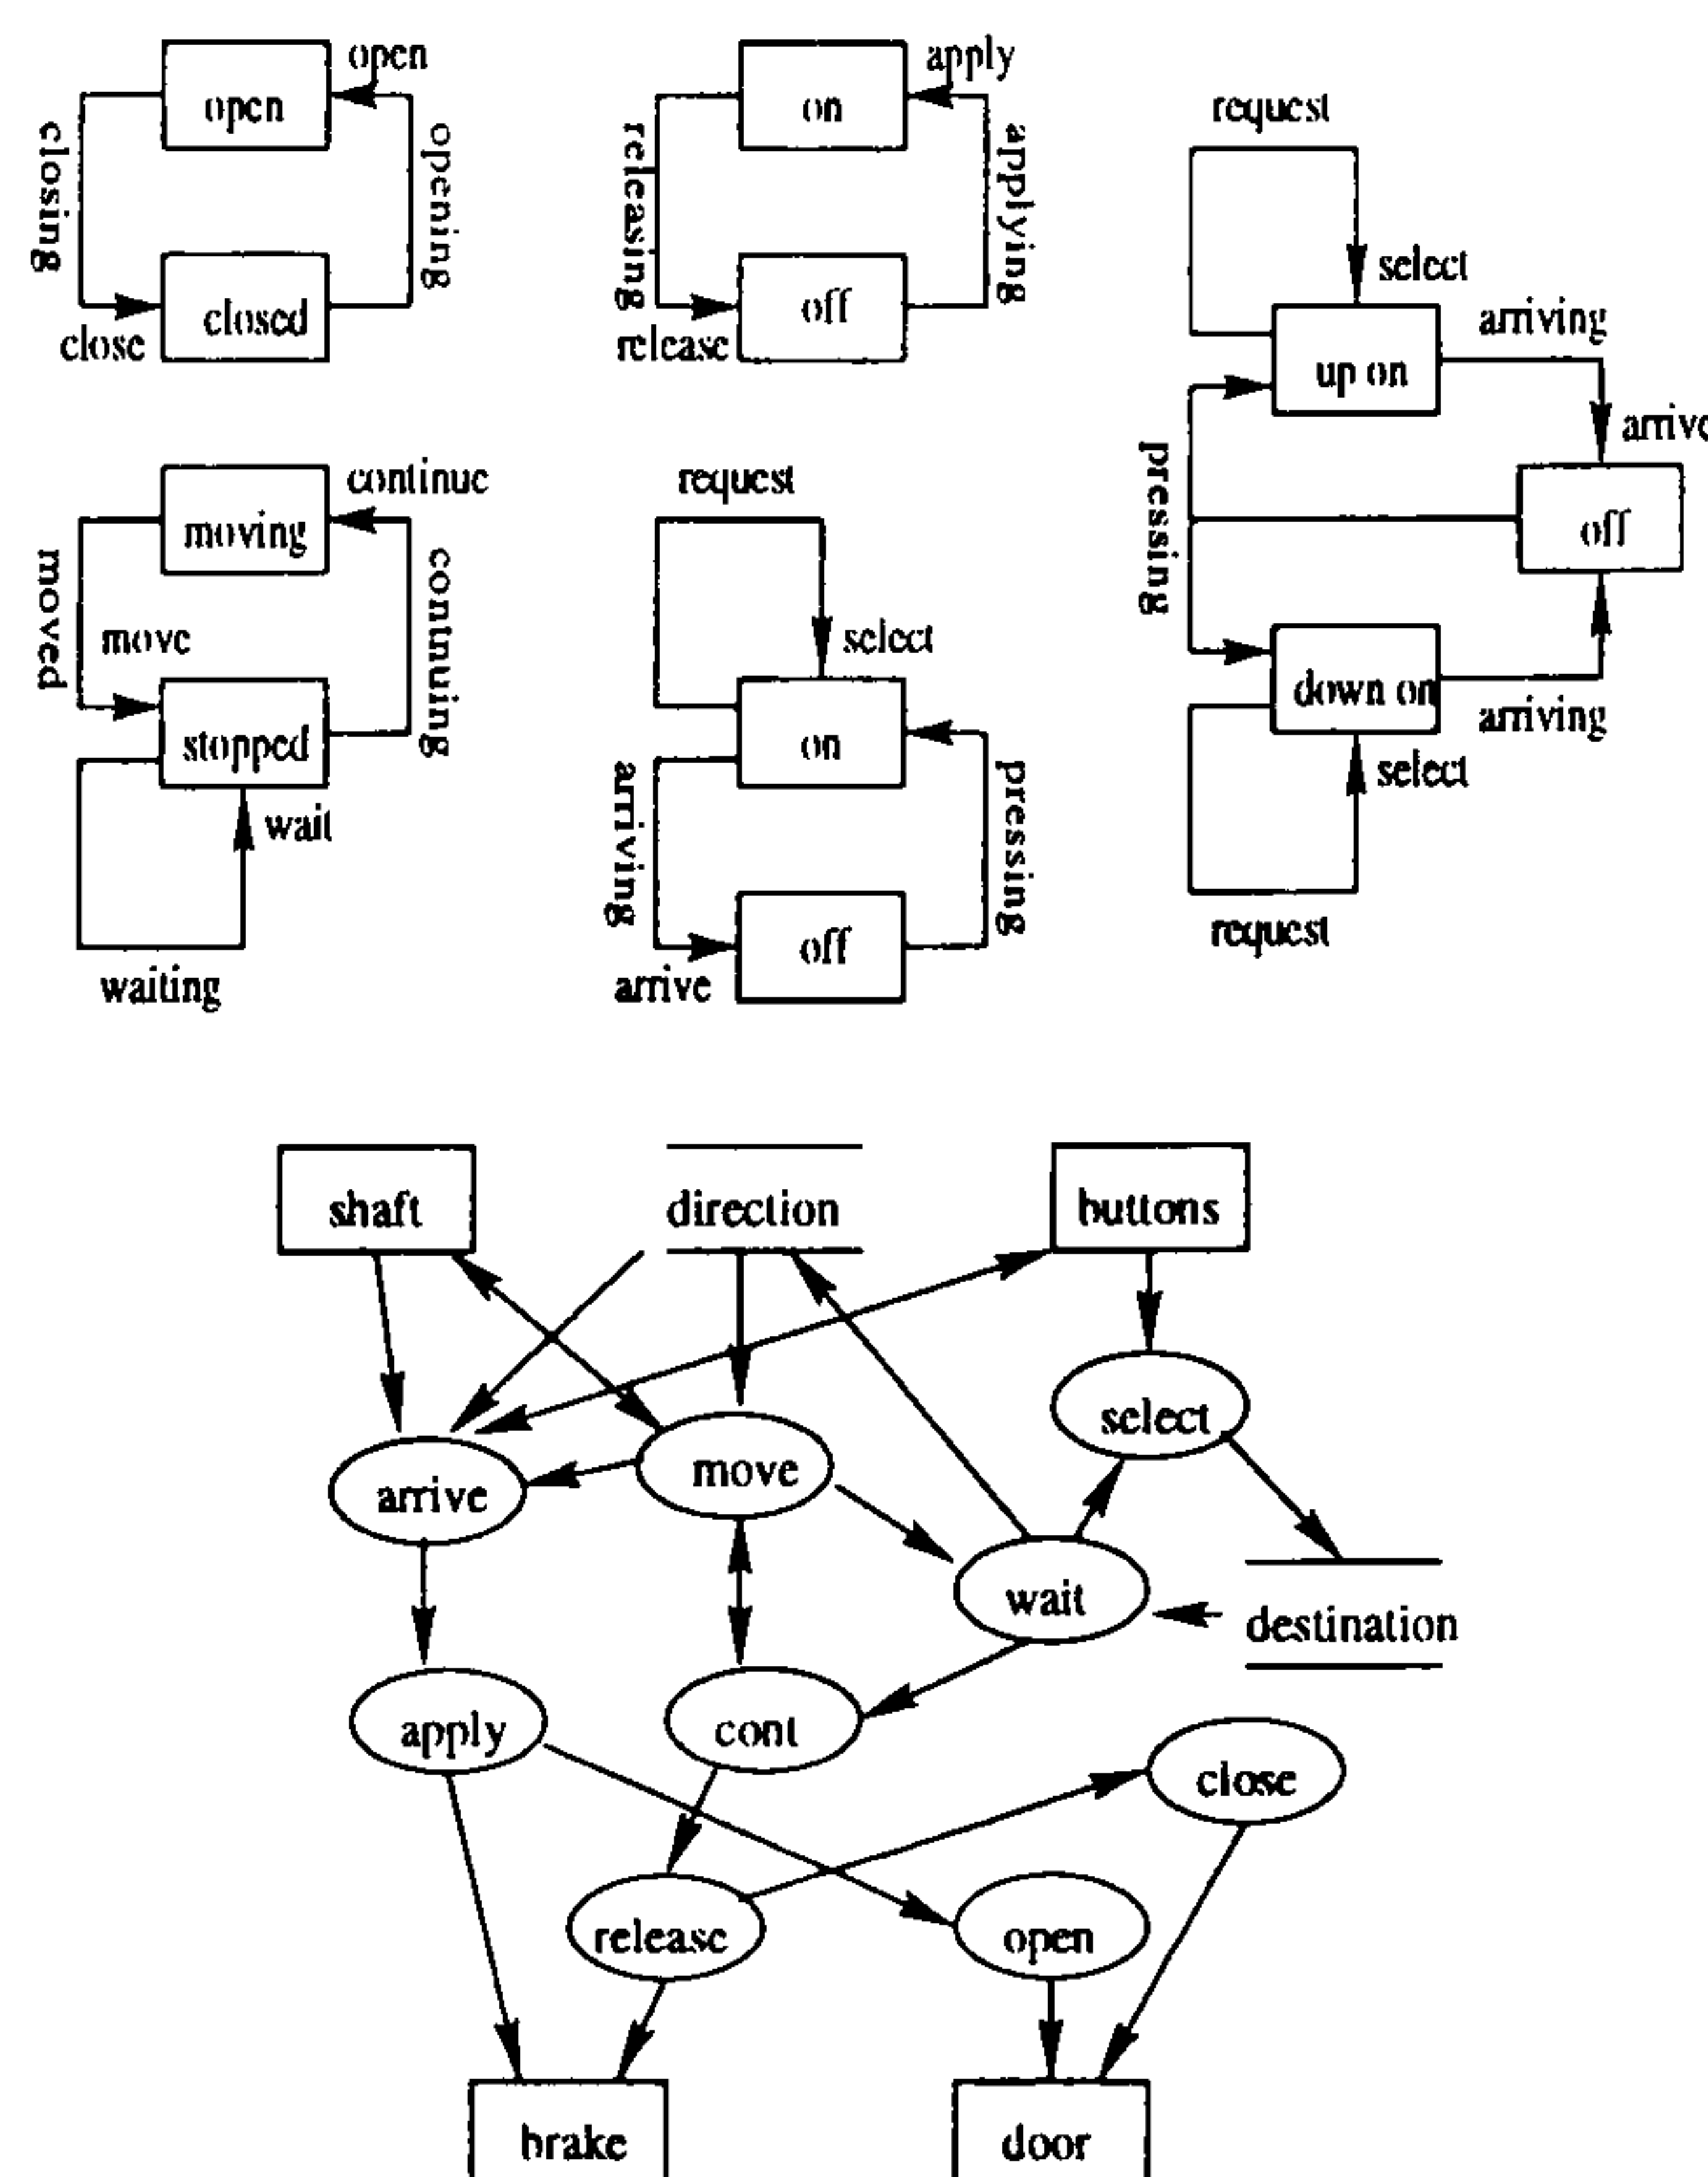 open
open
closing
opening
closed
close
on
apply
releasing
applying
off
release
request
select
up on
arriving
arrive
pressing
off
down on
arriving
select
request
moving
continue
moved
move
continuing
stopped
wait
waiting
request
select
on
arriving
pressing
off
arrive
shaft
direction
buttons
select
arrive
move
wait
destination
apply
cont
close
release
open
brake
door